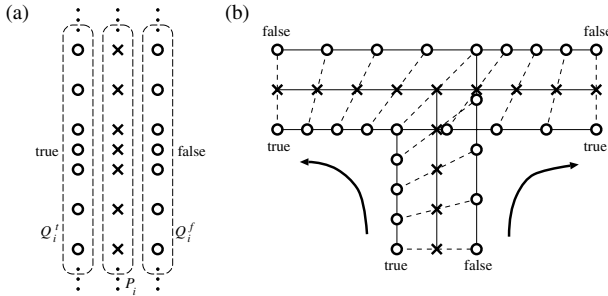 (a)
true
false
Q_i^t
Q_i^f
P_i
(b)
false
false
true
true
true
false